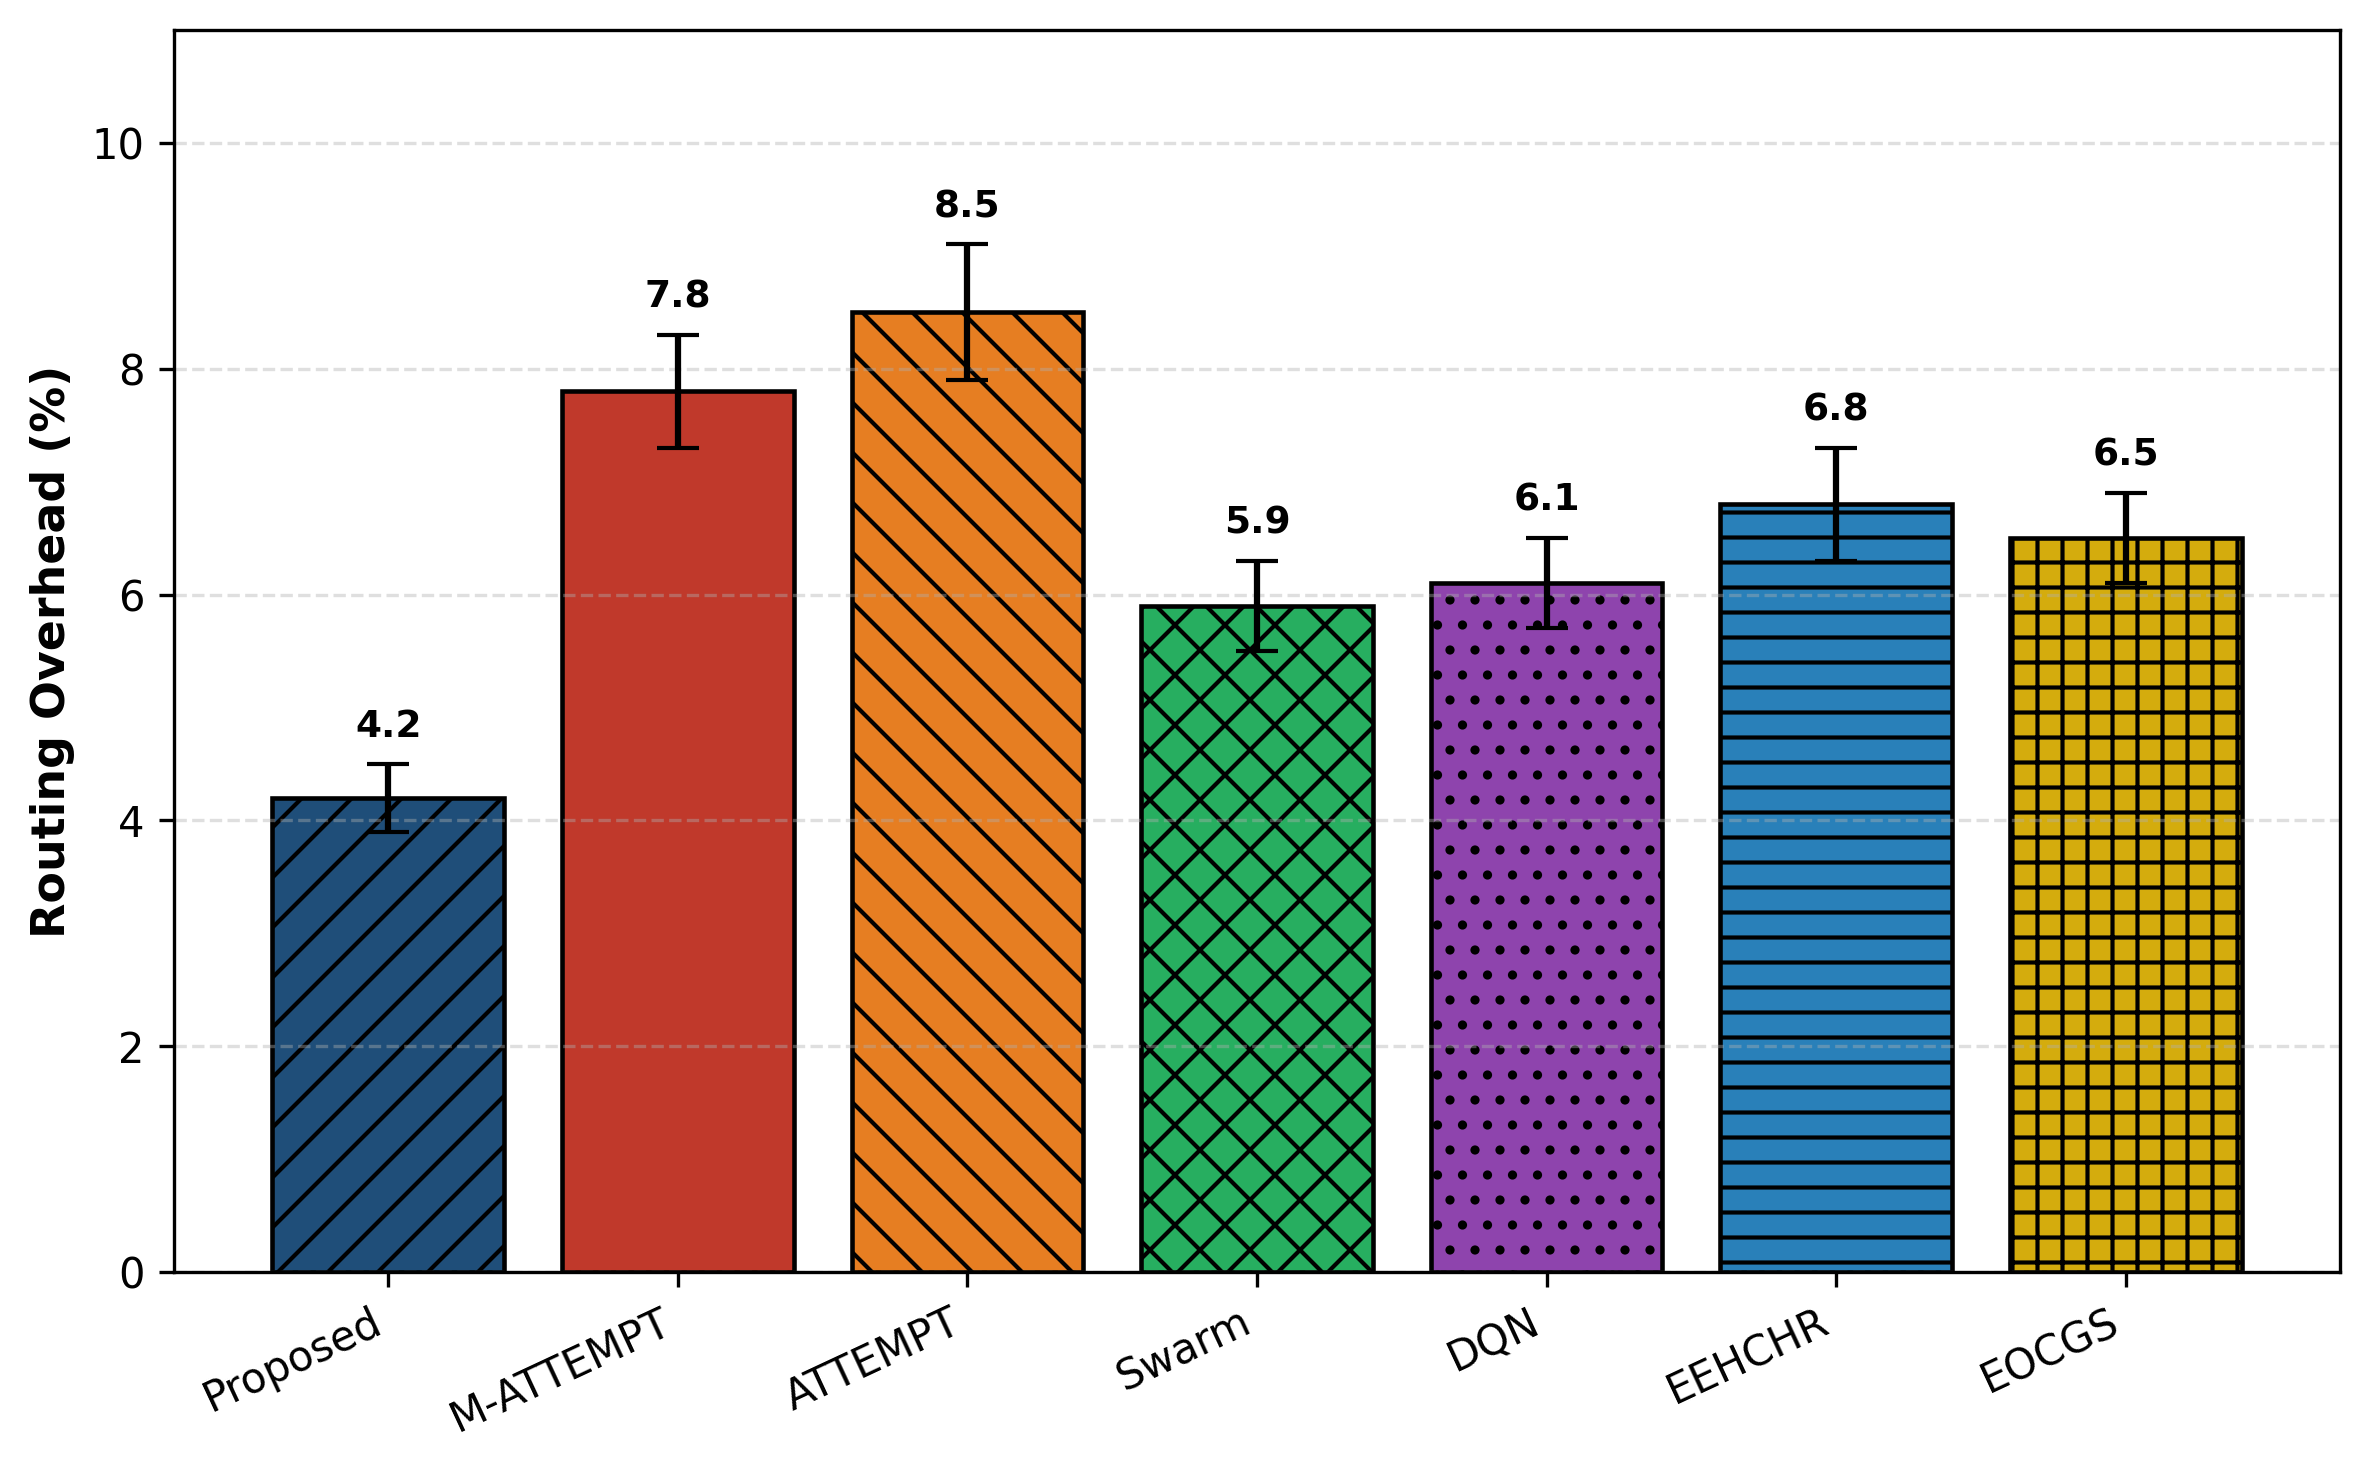 Routing Overhead (%)
10
8
6
4
2
0
4.2
7.8
8.5
5.9
6.1
6.8
6.5
Proposed
M-ATTEMPT
ATTEMPT
Swarm
DQN
EEHCHR
EOCGS